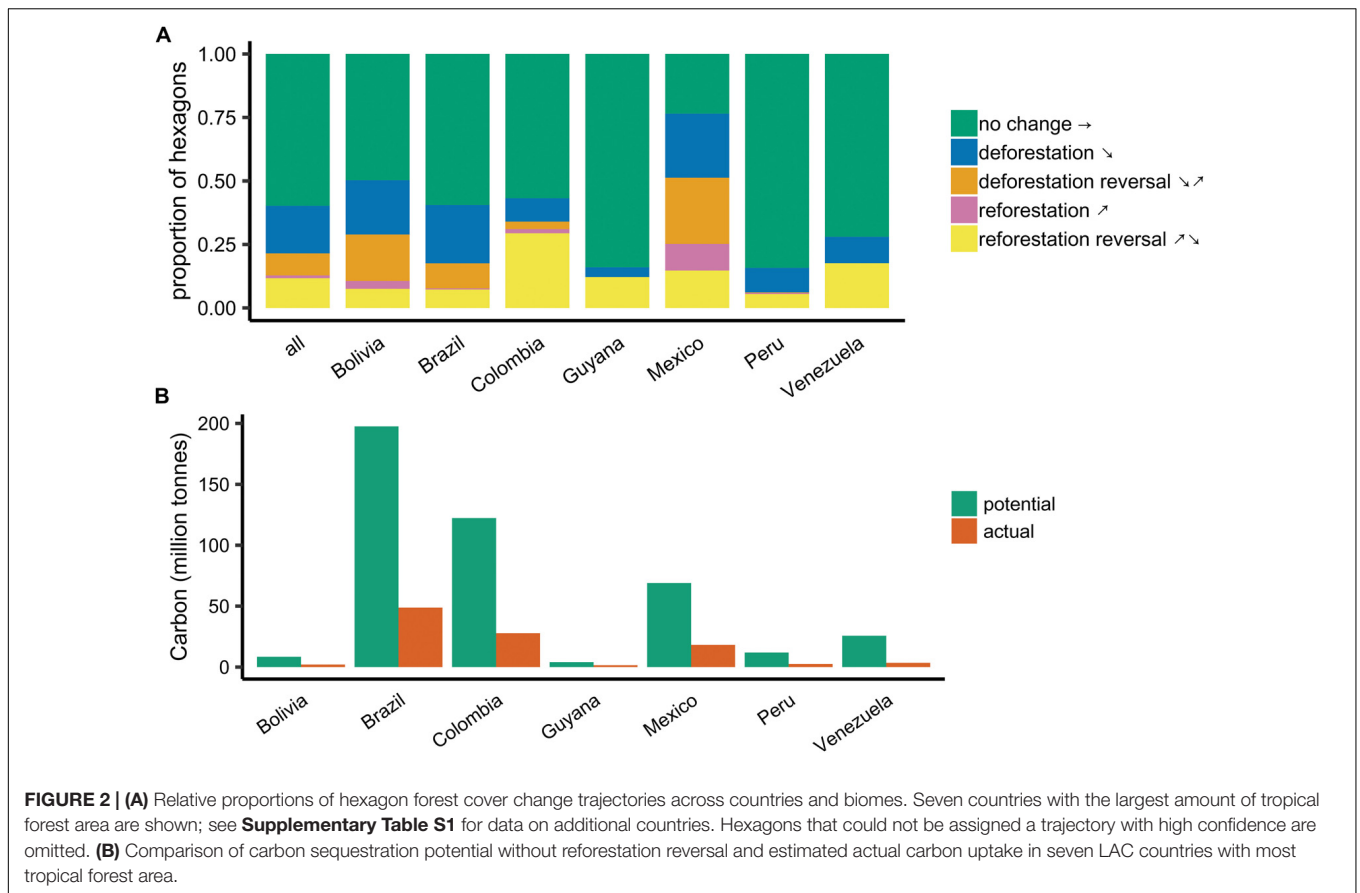 A
proportion of hexagons
1.00
0.75
0.50
0.25
0.00
all
Bolivia
Brazil
Colombia
Guyana
Mexico
Peru
Venezuela
no change →
deforestation ↘
deforestation reversal ↘↗
reforestation ↗
reforestation reversal ↗↘
B
Carbon (million tonnes)
200
150
100
50
0
Bolivia
Brazil
Colombia
Guyana
Mexico
Peru
Venezuela
potential
actual
FIGURE 2 | (A) Relative proportions of hexagon forest cover change trajectories across countries and biomes. Seven countries with the largest amount of tropical
forest area are shown; see Supplementary Table S1 for data on additional countries. Hexagons that could not be assigned a trajectory with high confidence are
omitted. (B) Comparison of carbon sequestration potential without reforestation reversal and estimated actual carbon uptake in seven LAC countries with most
tropical forest area.